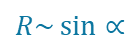 R~ sin ∝